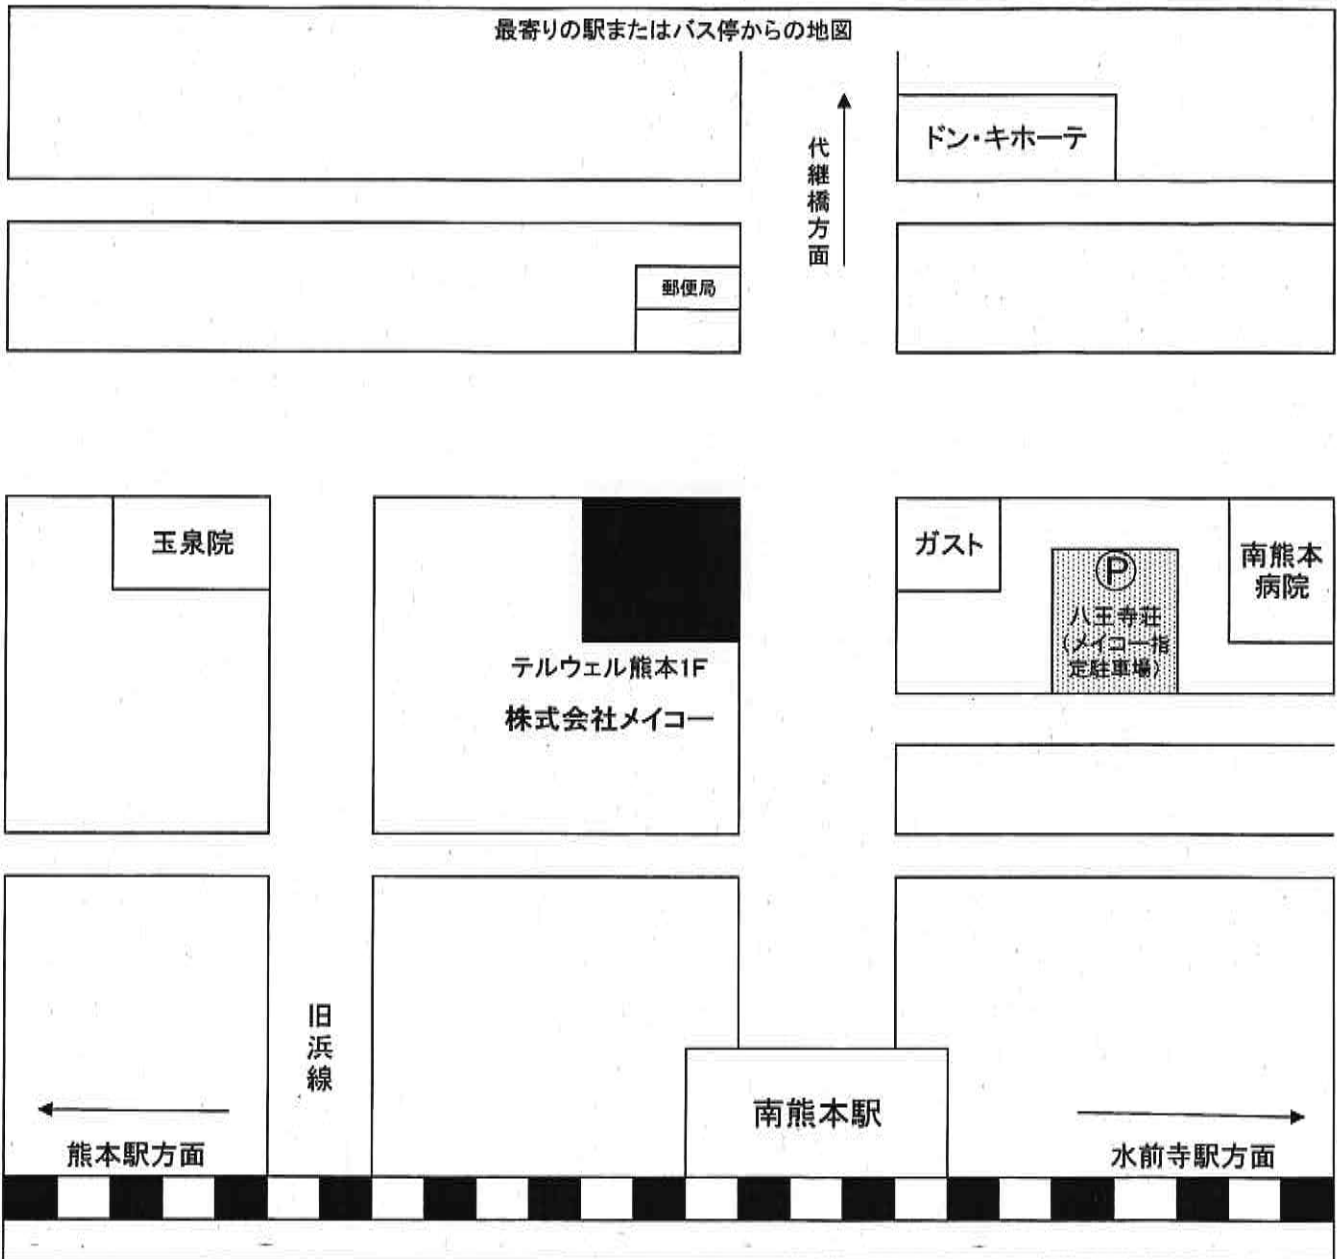 最寄りの駅またはバス停からの地図
ドン・キホーテ
代継橋方面
郵便局
玉泉院
ガスト
P
八王寺荘
(メイコー指
定駐車場)
南熊本
病院
テルウェル熊本1F
株式会社メイコー
旧浜線
南熊本駅
熊本駅方面
水前寺駅方面